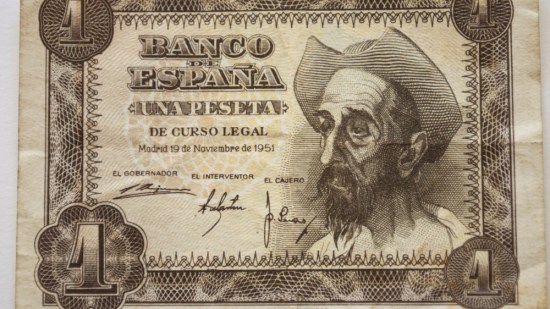 1 1
BANCO
DE
ESPAÑA
UNA PESETA
DE CURSO LEGAL
Madrid 19 de Noviembre de 1951
EL GOBERNADOR EL INTERVENTOR EL CAJERO
1 1